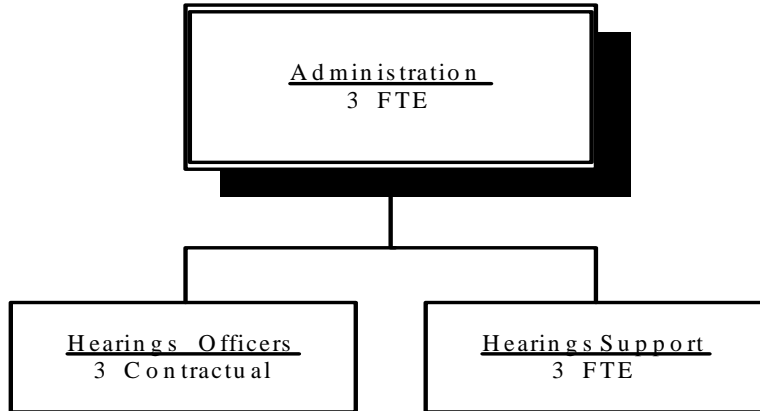 Administration
3 FTE
Hearings Officers
3 Contractual
Hearings Support
3 FTE